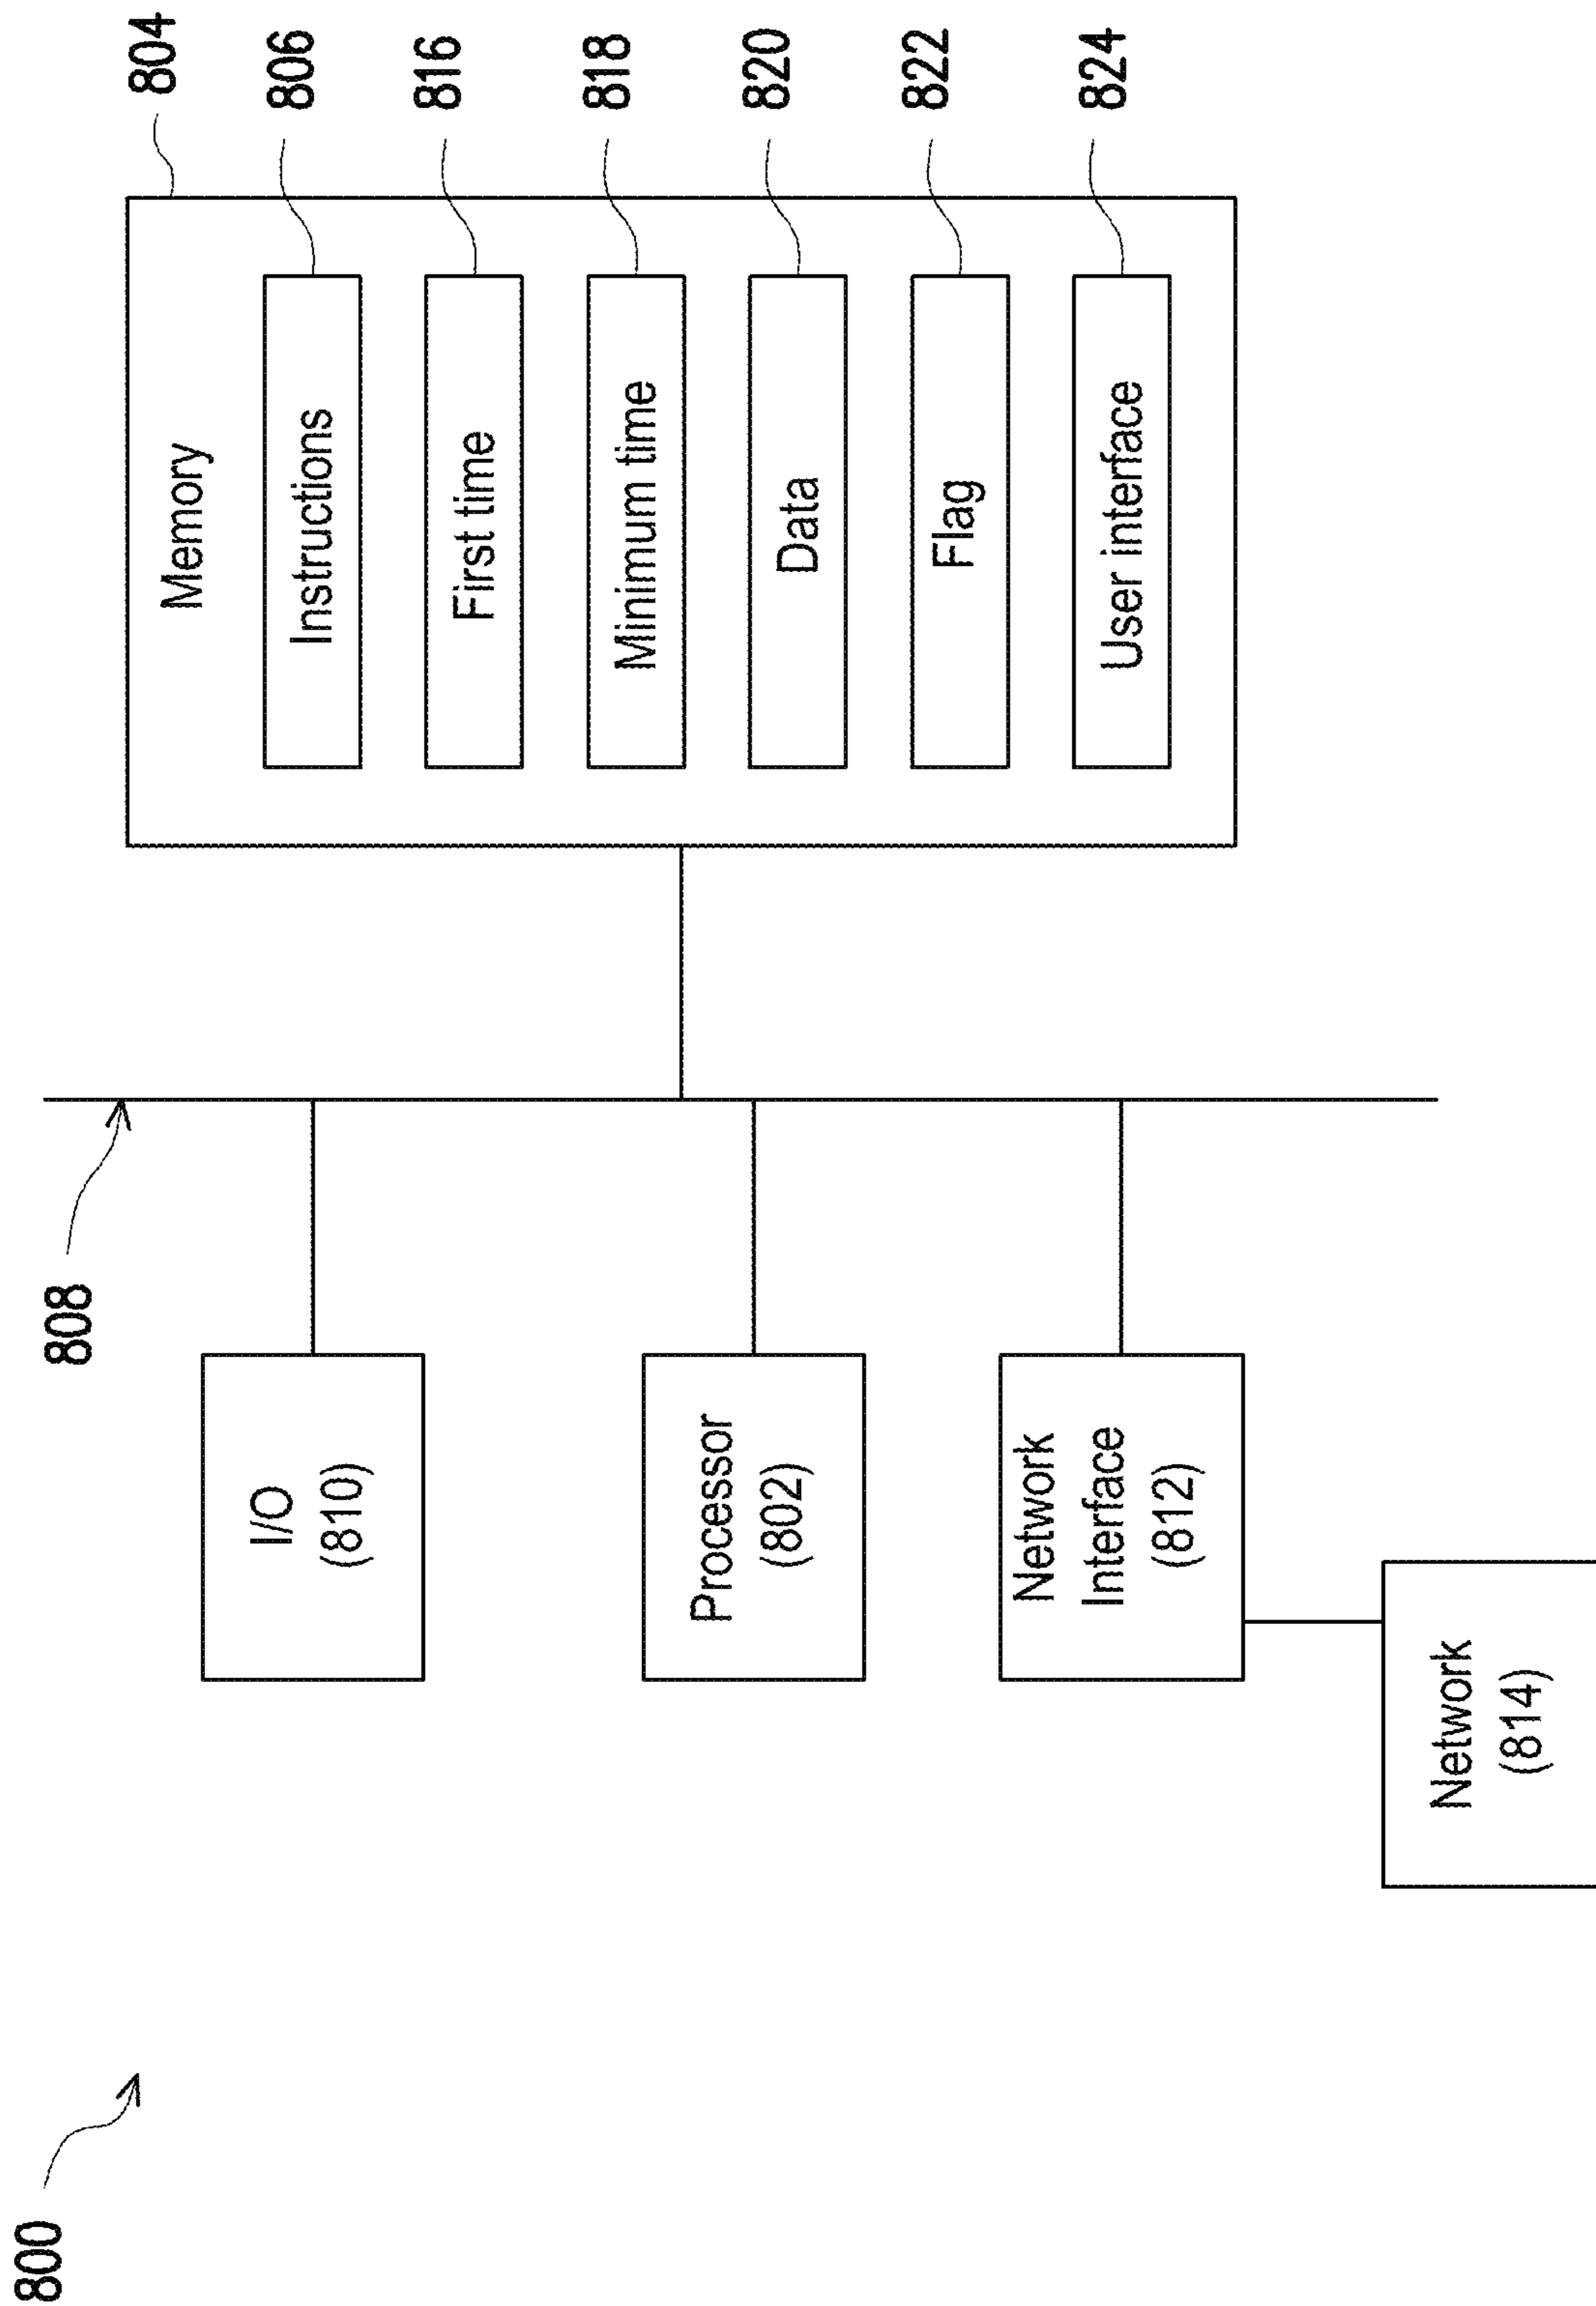 800
808
I/O
(810)
Processor
(802)
Network
Interface
(812)
Network
(814)
Memory
Instructions
First time
Minimum time
Data
Flag
User interface
804
806
816
818
820
822
824